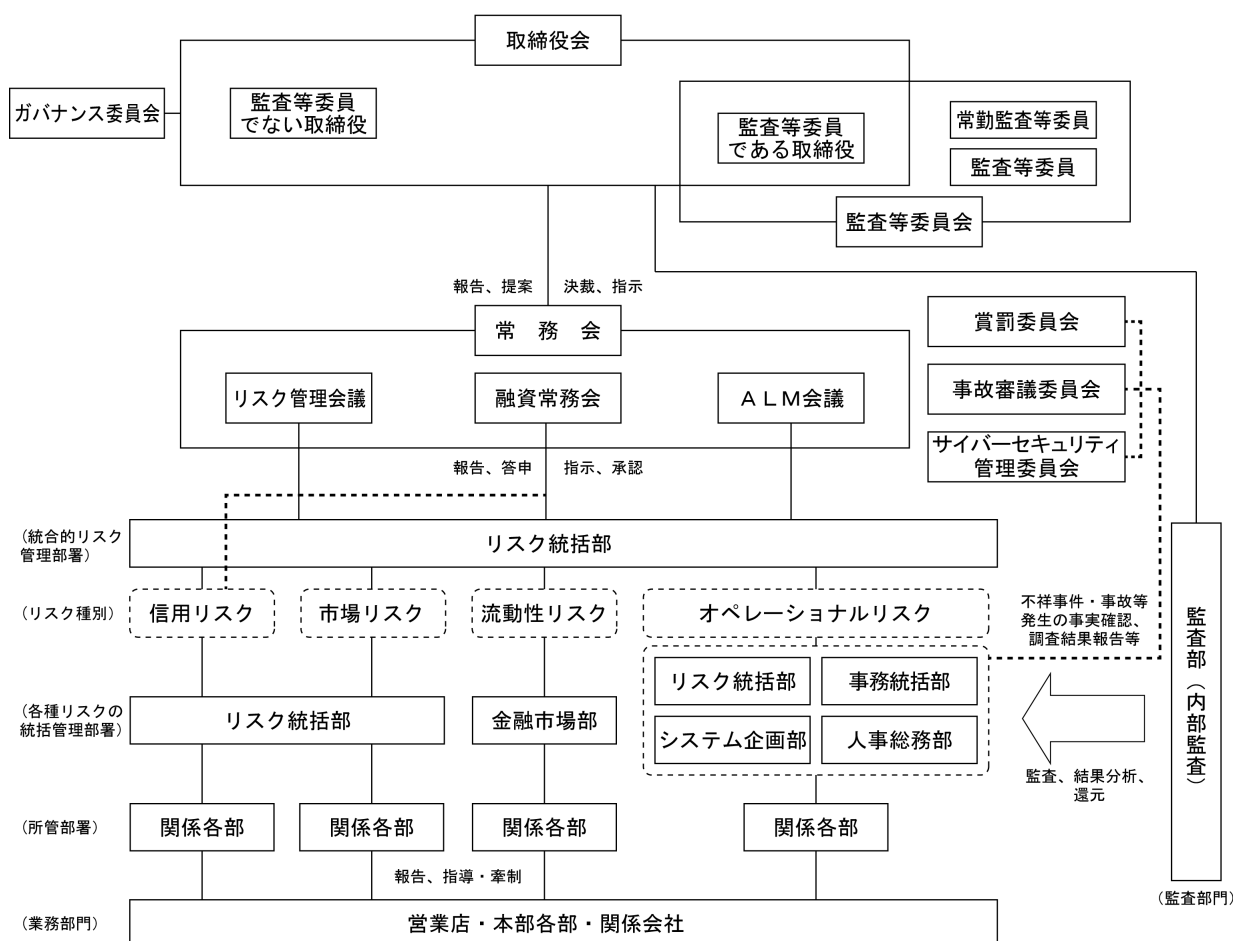 取締役会
ガバナンス委員会
監査等委員
でない取締役
監査等委員
である取締役
常勤監査等委員
監査等委員
監査等委員会
報告、提案
決裁、指示
常　務　会
リスク管理会議
融資常務会
ＡＬＭ会議
賞罰委員会
事故審議委員会
サイバーセキュリティ
管理委員会
報告、答申
指示、承認
（統合的リスク
管理部署）
リスク統括部
（リスク種別）
信用リスク
市場リスク
流動性リスク
オペレーショナルリスク
不祥事件・事故等
発生の事実確認、
調査結果報告等
（各種リスクの
統括管理部署）
リスク統括部
金融市場部
リスク統括部
事務統括部
システム企画部
人事総務部
監査、結果分析、
還元
監査部（内部監査）
（監査部門）
（所管部署）
関係各部
関係各部
関係各部
関係各部
報告、指導・牽制
（業務部門）
営業店・本部各部・関係会社